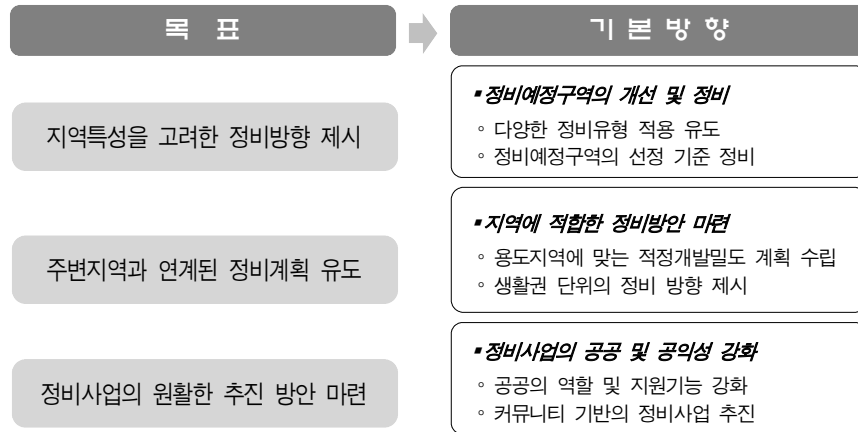 목 표
기 본 방 향
지역특성을 고려한 정비방향 제시
▪정비예정구역의 개선 및 정비
◦ 다양한 정비유형 적용 유도
◦ 정비예정구역의 선정 기준 정비
주변지역과 연계된 정비계획 유도
▪지역에 적합한 정비방안 마련
◦ 용도지역에 맞는 적정개발밀도 계획 수립
◦ 생활권 단위의 정비 방향 제시
정비사업의 원활한 추진 방안 마련
▪정비사업의 공공 및 공익성 강화
◦ 공공의 역할 및 지원기능 강화
◦ 커뮤니티 기반의 정비사업 추진